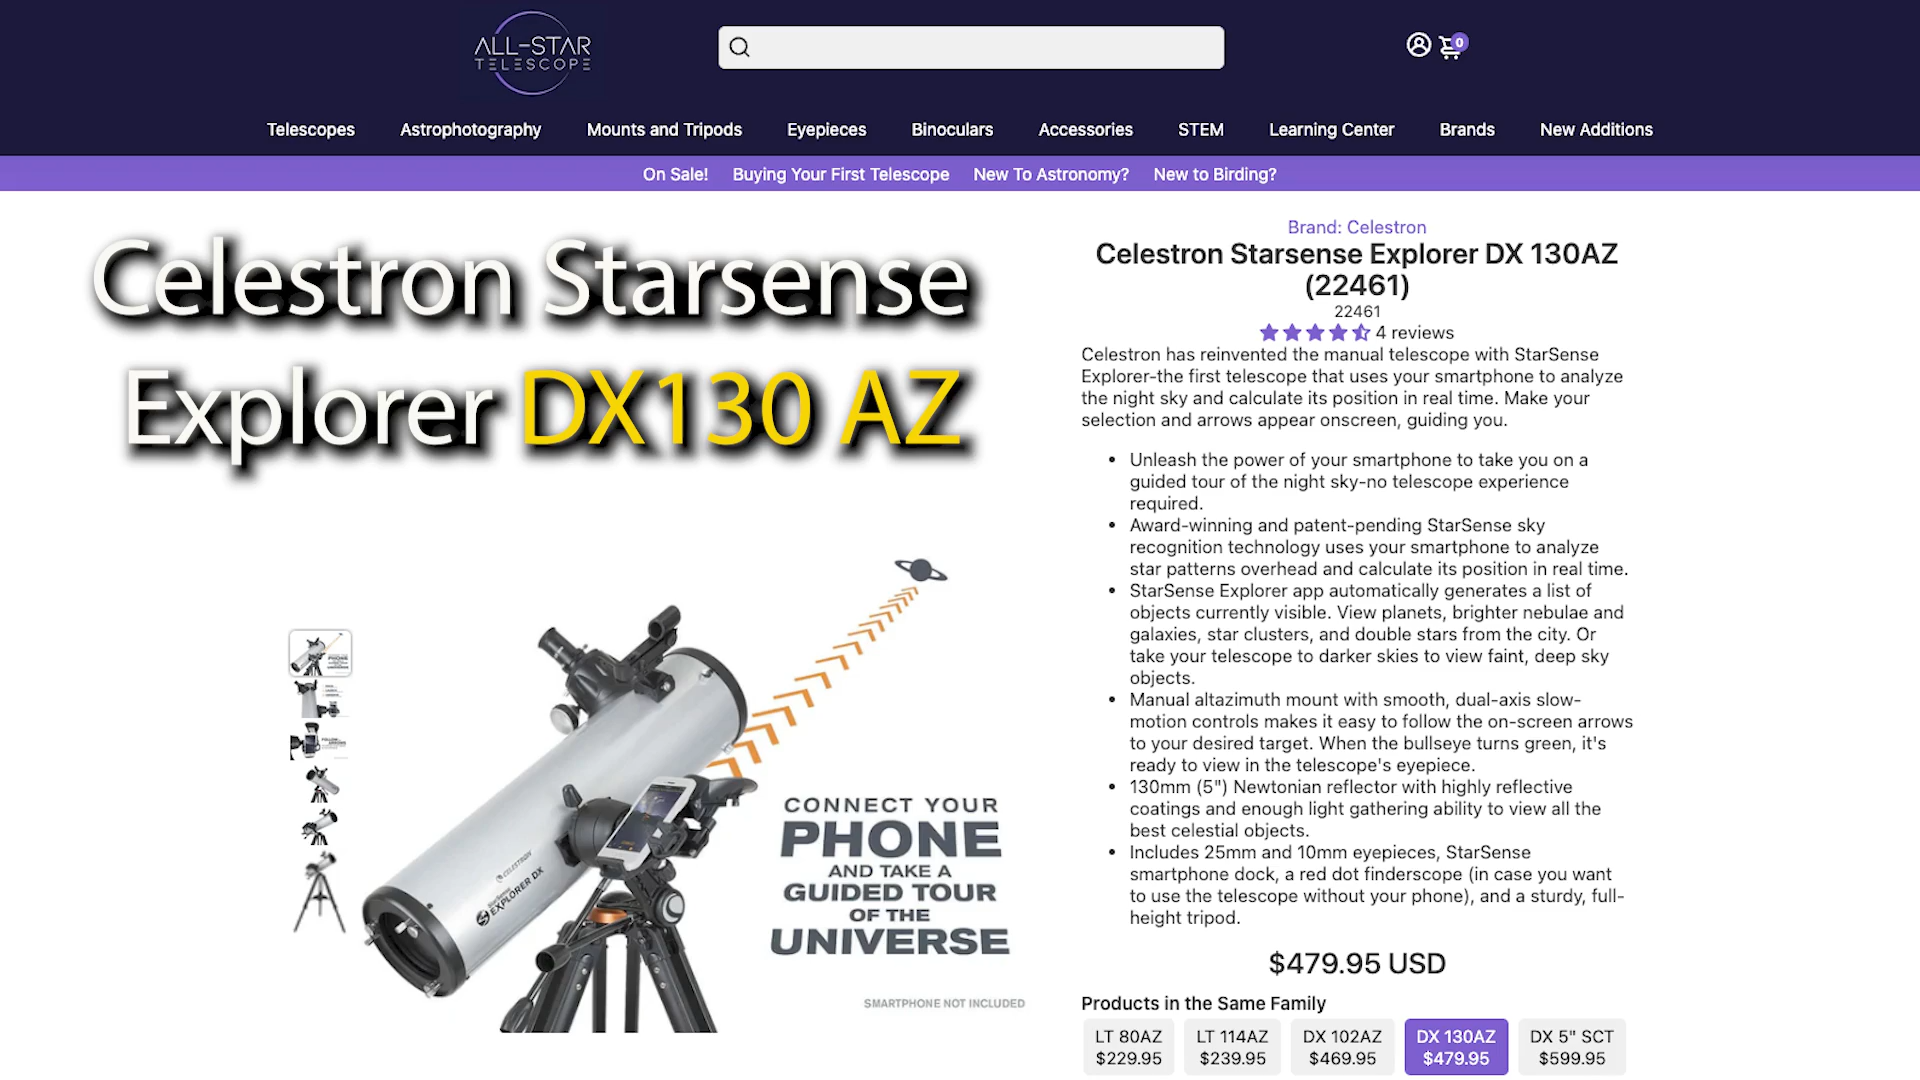 ALL-STAR
TELESCOPE
0
Telescopes
Astrophotography
Mounts and Tripods
Eyepieces
Binoculars
Accessories
STEM
Learning Center
Brands
New Additions
On Sale!
Buying Your First Telescope
New To Astronomy?
New to Birding?
Celestron Starsense
Explorer DX130 AZ
CELESTRON
StarSense
EXPLORER DX
CONNECT YOUR
PHONE
AND TAKE A
GUIDED TOUR
OF THE
UNIVERSE
SMARTPHONE NOT INCLUDED
Brand: Celestron
Celestron Starsense Explorer DX 130AZ
(22461)
22461
4 reviews
Celestron has reinvented the manual telescope with StarSense
Explorer-the first telescope that uses your smartphone to analyze
the night sky and calculate its position in real time. Make your
selection and arrows appear onscreen, guiding you.
• Unleash the power of your smartphone to take you on a
guided tour of the night sky-no telescope experience
required.
• Award-winning and patent-pending StarSense sky
recognition technology uses your smartphone to analyze
star patterns overhead and calculate its position in real time.
• StarSense Explorer app automatically generates a list of
objects currently visible. View planets, brighter nebulae and
galaxies, star clusters, and double stars from the city. Or
take your telescope to darker skies to view faint, deep sky
objects.
• Manual altazimuth mount with smooth, dual-axis slow-
motion controls makes it easy to follow the on-screen arrows
to your desired target. When the bullseye turns green, it's
ready to view in the telescope's eyepiece.
• 130mm (5") Newtonian reflector with highly reflective
coatings and enough light gathering ability to view all the
best celestial objects.
• Includes 25mm and 10mm eyepieces, StarSense
smartphone dock, a red dot finderscope (in case you want
to use the telescope without your phone), and a sturdy, full-
height tripod.
$479.95 USD
Products in the Same Family
LT 80AZ
$229.95
LT 114AZ
$239.95
DX 102AZ
$469.95
DX 130AZ
$479.95
DX 5" SCT
$599.95